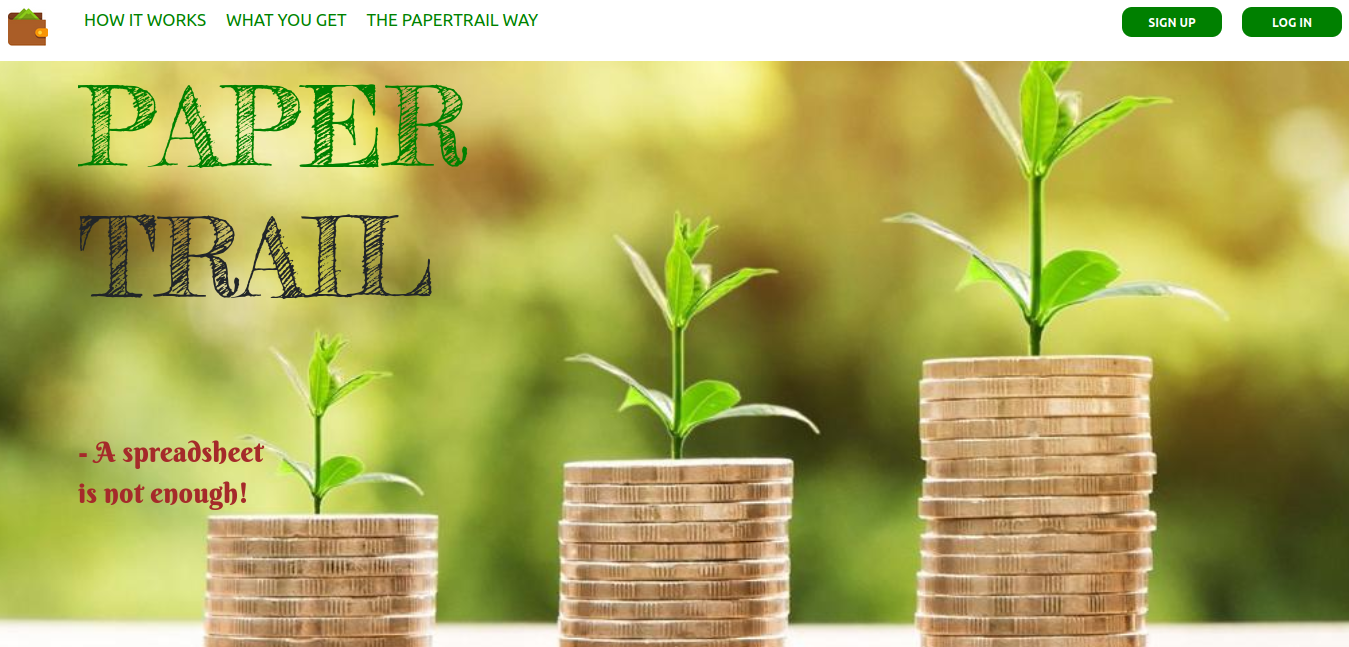 HOW IT WORKS WHAT YOU GET THE PAPERTRAIL WAY SIGN UP LOG IN
PAPER
TRAIL
- A spreadsheet
is not enough!